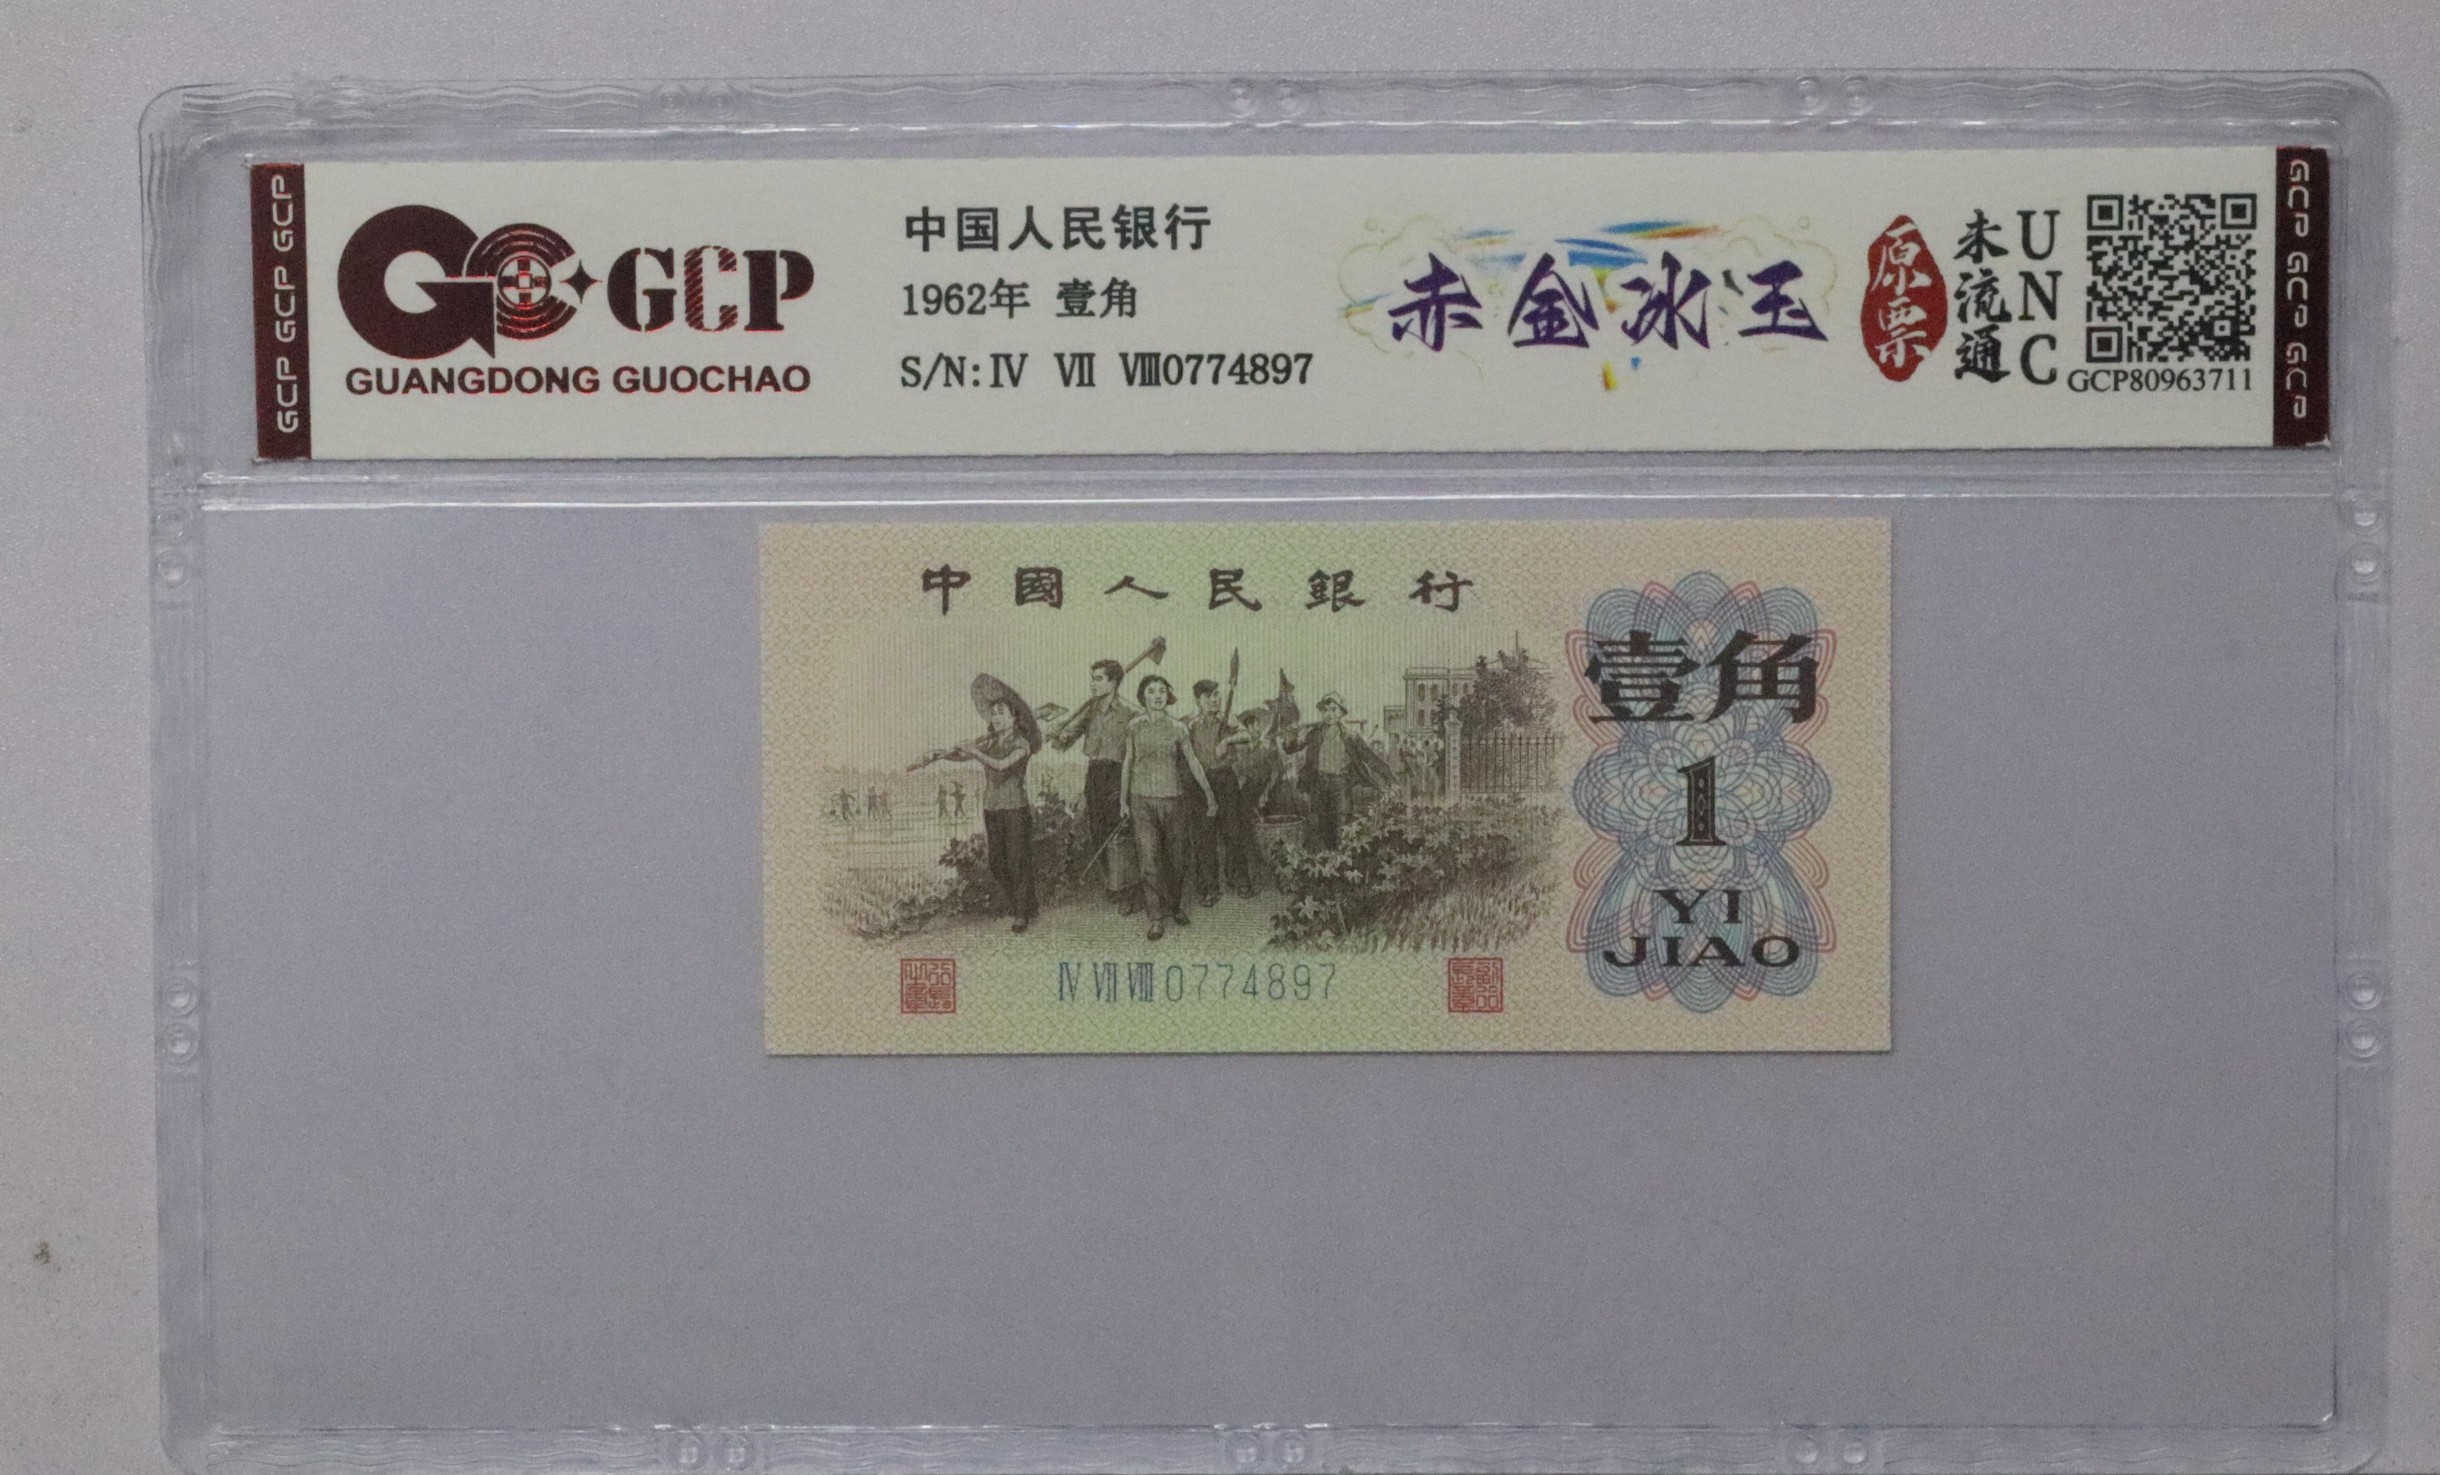 GCP GCP GCP
GCP
GUANGDONG GUOCHAO
中国人民银行
1962年 壹角
S/N:Ⅳ Ⅶ Ⅷ0774897
赤金冰玉
原票
未流通
UNC
GCP80963711
GCP GCP GCP
中國人民銀行
壹角
1
YI
JIAO
Ⅳ Ⅶ Ⅷ 0774897